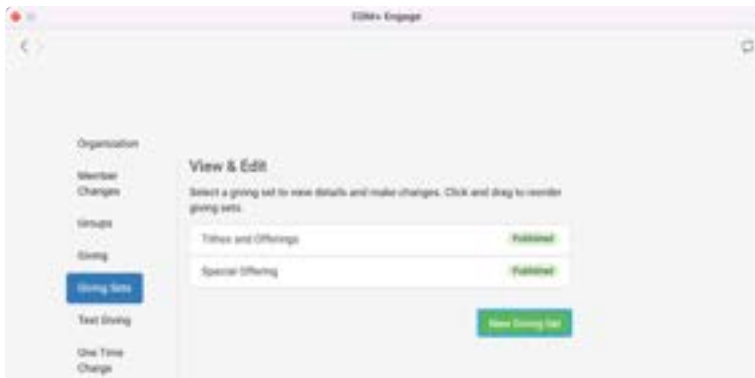 CDM+ Engage
Organization
Member
Changes
Groups
Giving
Giving Sets
Text Giving
One Time
Charge
View & Edit
Select a giving set to view details and make changes. Click and drag to reorder
giving sets.
Tithes and Offerings
Published
Special Offering
Published
New Giving Set